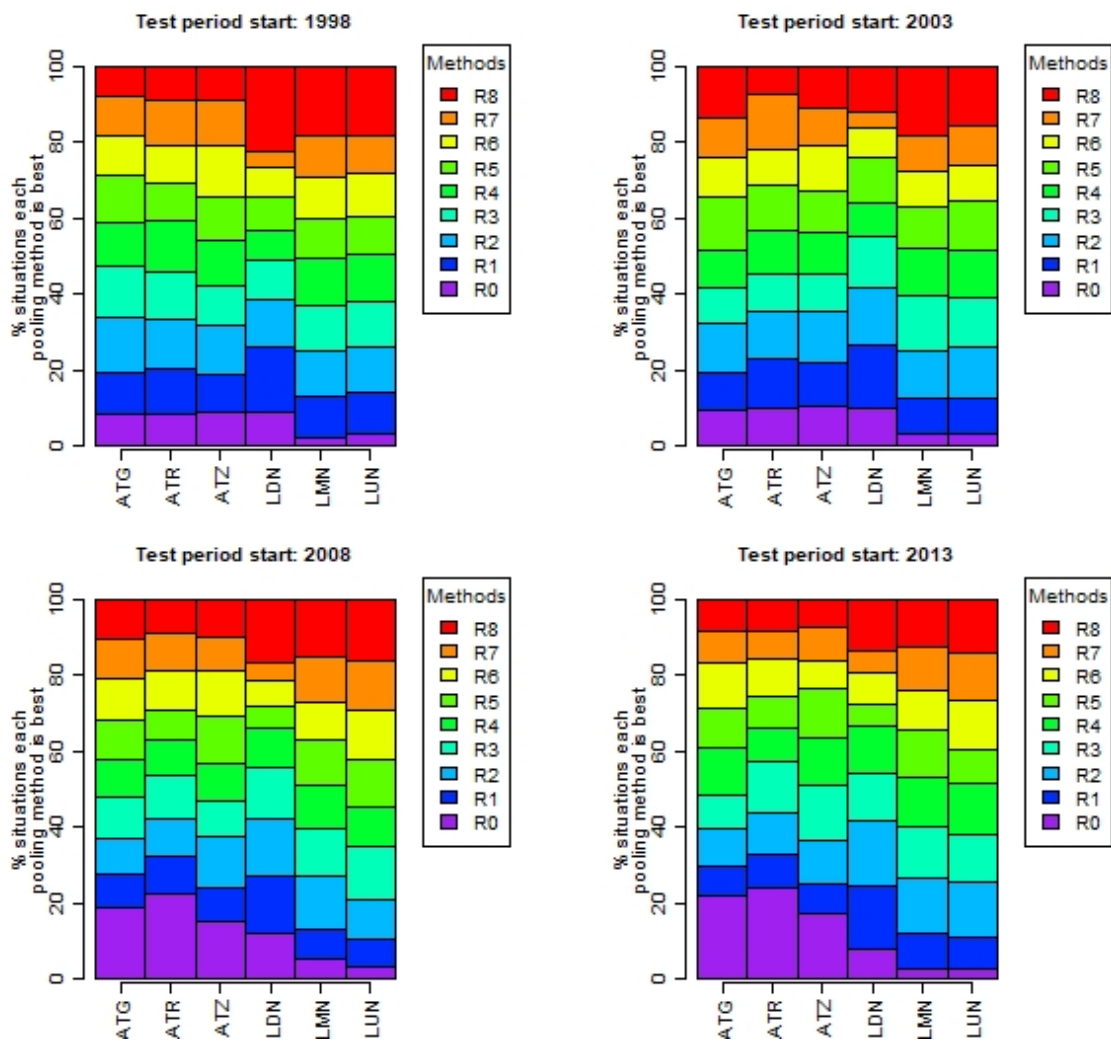 Test period start: 1998
% situations each
pooling method is best
0
20
40
60
80
100
ATG
ATR
ATZ
LDN
LMN
LUN
Methods
R8
R7
R6
R5
R4
R3
R2
R1
R0
Test period start: 2003
% situations each
pooling method is best
0
20
40
60
80
100
ATG
ATR
ATZ
LDN
LMN
LUN
Methods
R8
R7
R6
R5
R4
R3
R2
R1
R0
Test period start: 2008
% situations each
pooling method is best
0
20
40
60
80
100
ATG
ATR
ATZ
LDN
LMN
LUN
Methods
R8
R7
R6
R5
R4
R3
R2
R1
R0
Test period start: 2013
% situations each
pooling method is best
0
20
40
60
80
100
ATG
ATR
ATZ
LDN
LMN
LUN
Methods
R8
R7
R6
R5
R4
R3
R2
R1
R0